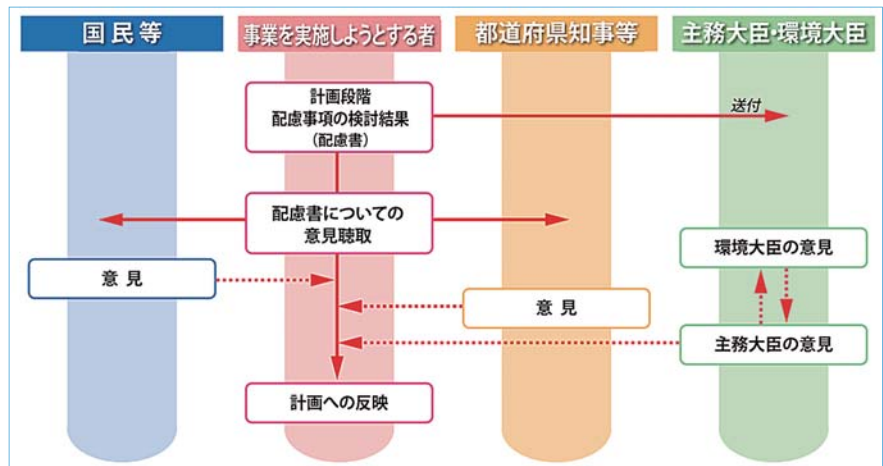 国民等
事業を実施しようとする者
都道府県知事等
主務大臣・環境大臣
計画段階
配慮事項の検討結果
(配慮書)
送付
配慮書についての
意見聴取
環境大臣の意見
意見
意見
主務大臣の意見
計画への反映